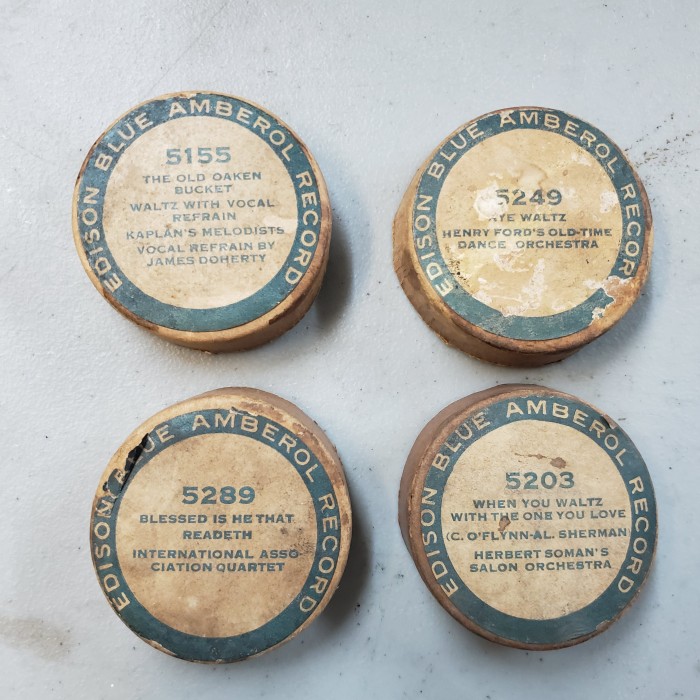 EDISON BLUE AMBEROL RECORD
5155
THE OLD OAKEN
BUCKET
WALTZ WITH VOCAL
REFRAIN
KAPLAN'S MELODISTS
VOCAL REFRAIN BY
JAMES DOHERTY
EDISON BLUE AMBEROL RECORD
5249
RYE WALTZ
HENRY FORD'S OLD-TIME
DANCE ORCHESTRA
EDISON BLUE AMBEROL RECORD
5289
BLESSED IS HE THAT
READETH
INTERNATIONAL ASSO-
CIATION QUARTET
EDISON BLUE AMBEROL RECORD
5203
WHEN YOU WALTZ
WITH THE ONE YOU LOVE
(C. O'FLYNN-AL. SHERMAN
HERBERT SOMAN'S
SALON ORCHESTRA